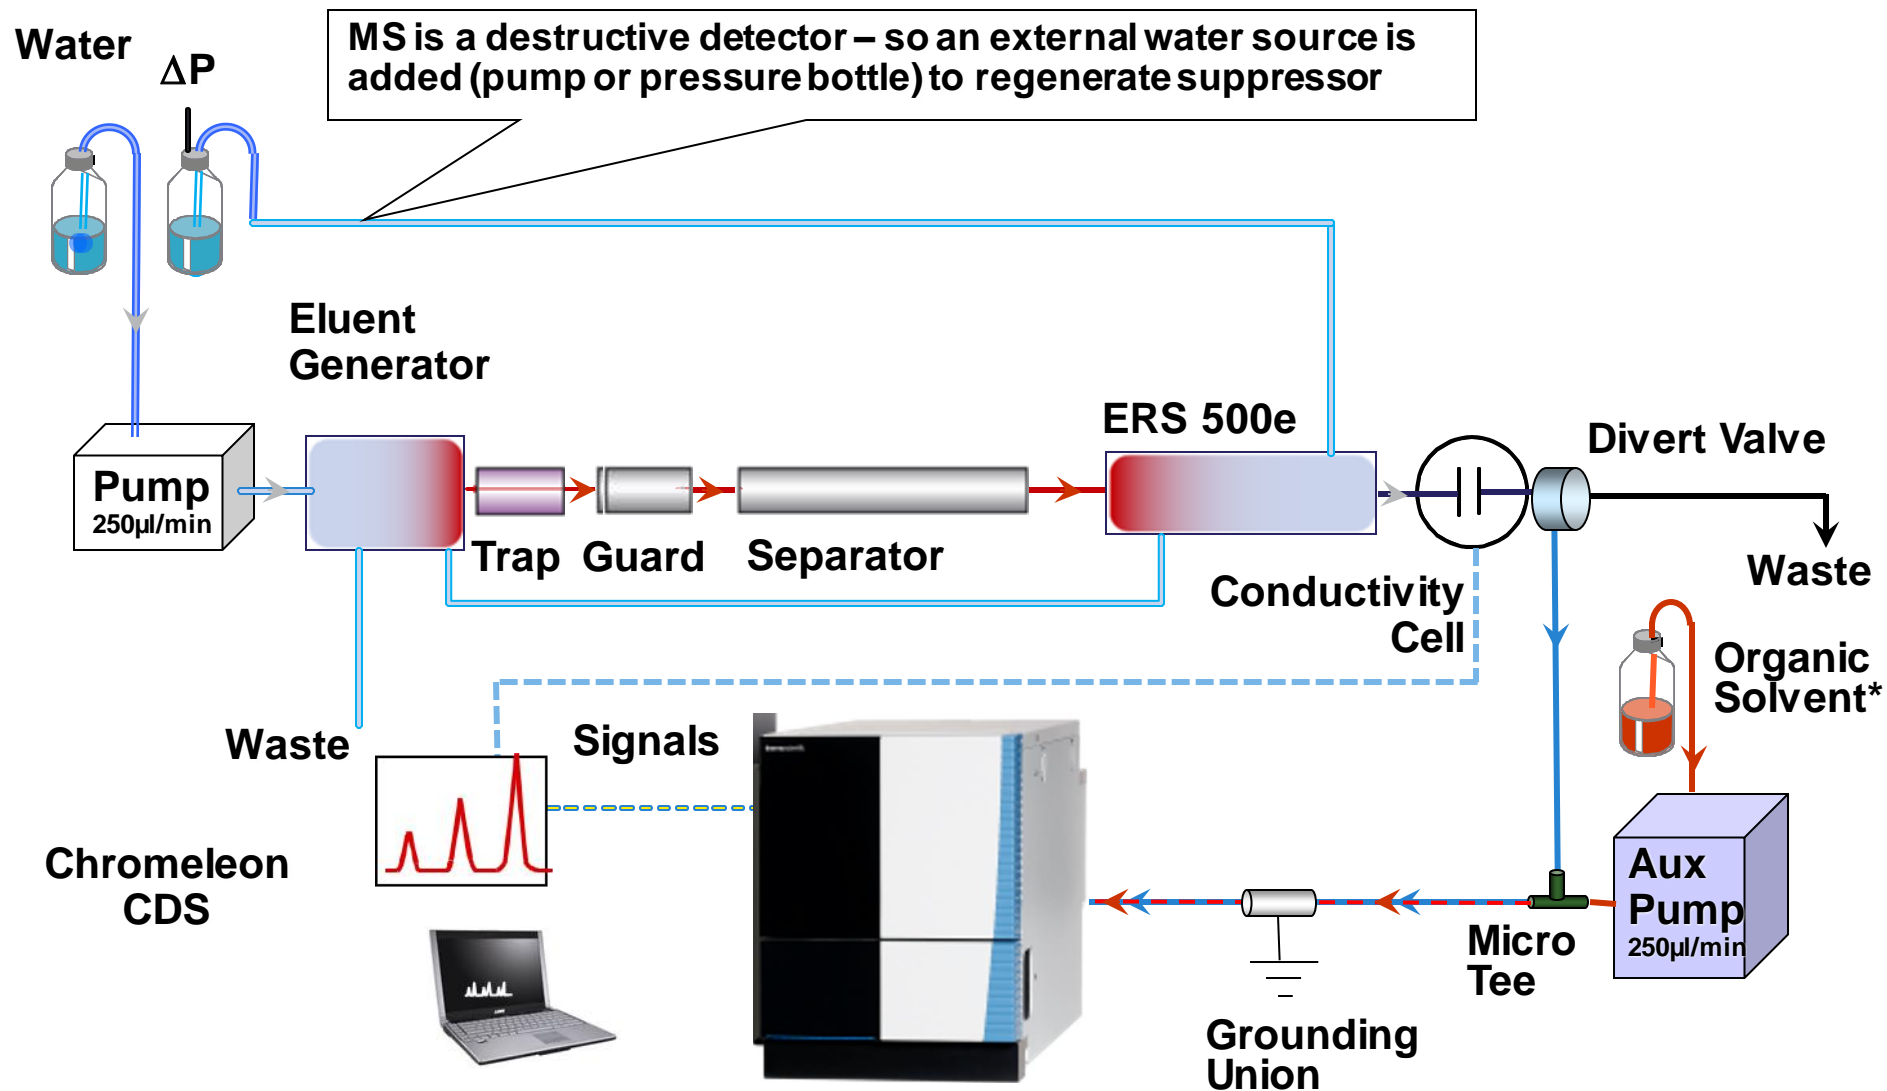 Water
ΔP
MS is a destructive detector – so an external water source is
added (pump or pressure bottle) to regenerate suppressor
Eluent
Generator
ERS 500e
Divert Valve
Pump
250µl/min
Trap
Guard
Separator
Waste
Conductivity
Cell
Organic
Solvent*
Waste
Signals
Chromeleon
CDS
Aux
Pump
250µl/min
Micro
Tee
Grounding
Union